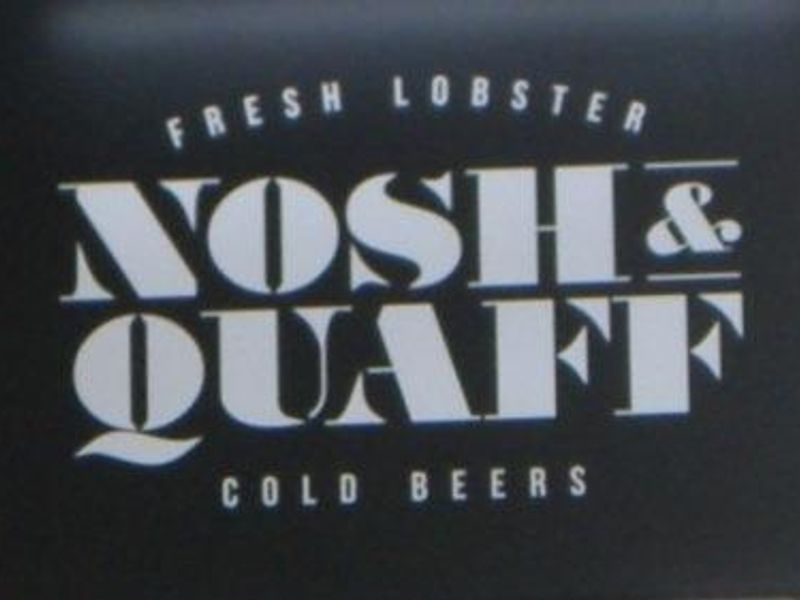 FRESH LOBSTER
NOSH &
QUAFF
COLD BEERS